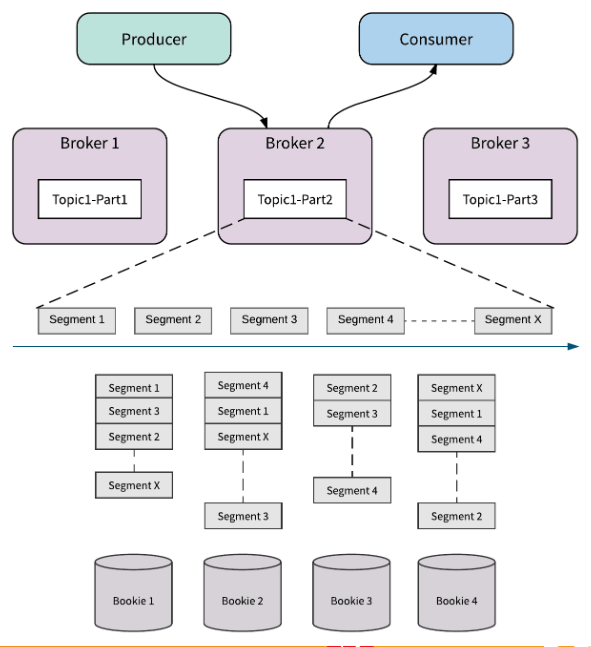 Producer
Consumer
Broker 1
Broker 2
Broker 3
Topic1-Part1
Topic1-Part2
Topic1-Part3
Segment 1
Segment 2
Segment 3
Segment 4
Segment X
Segment 1
Segment 3
Segment 2
Segment X
Segment 4
Segment 1
Segment X
Segment 3
Segment 2
Segment 3
Segment 4
Segment X
Segment 1
Segment 4
Segment 2
Bookie 1
Bookie 2
Bookie 3
Bookie 4